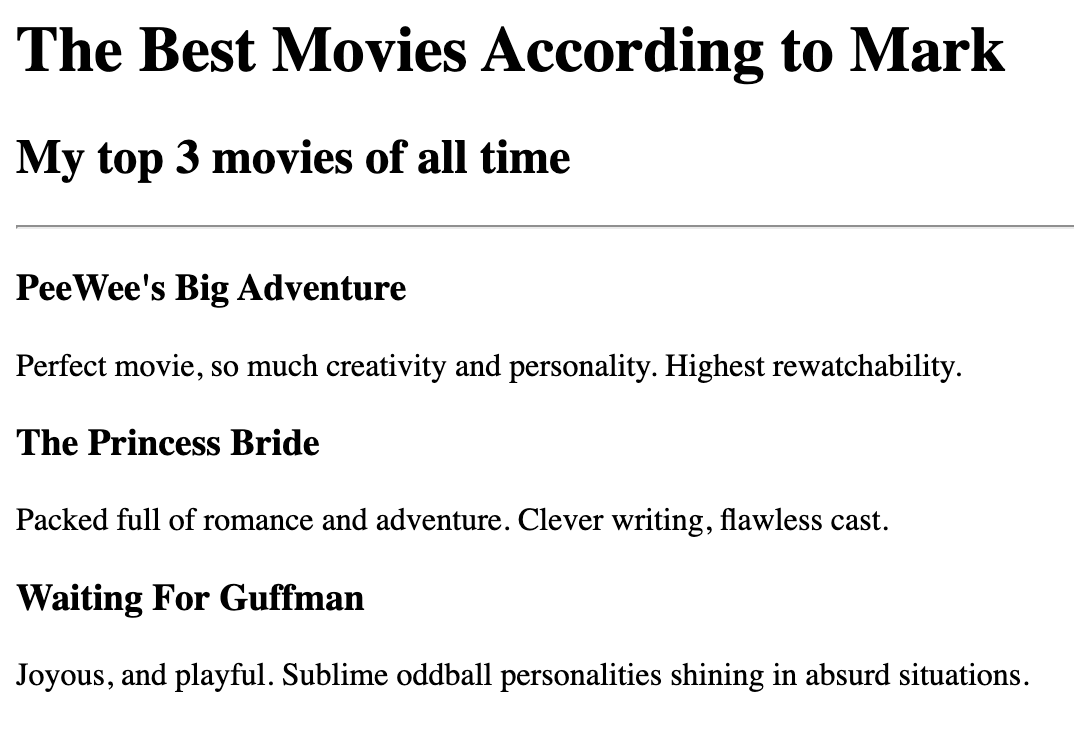 The Best Movies According to Mark
My top 3 movies of all time
PeeWee's Big Adventure
Perfect movie, so much creativity and personality. Highest rewatchability.
The Princess Bride
Packed full of romance and adventure. Clever writing, flawless cast.
Waiting For Guffman
Joyous, and playful. Sublime oddball personalities shining in absurd situations.